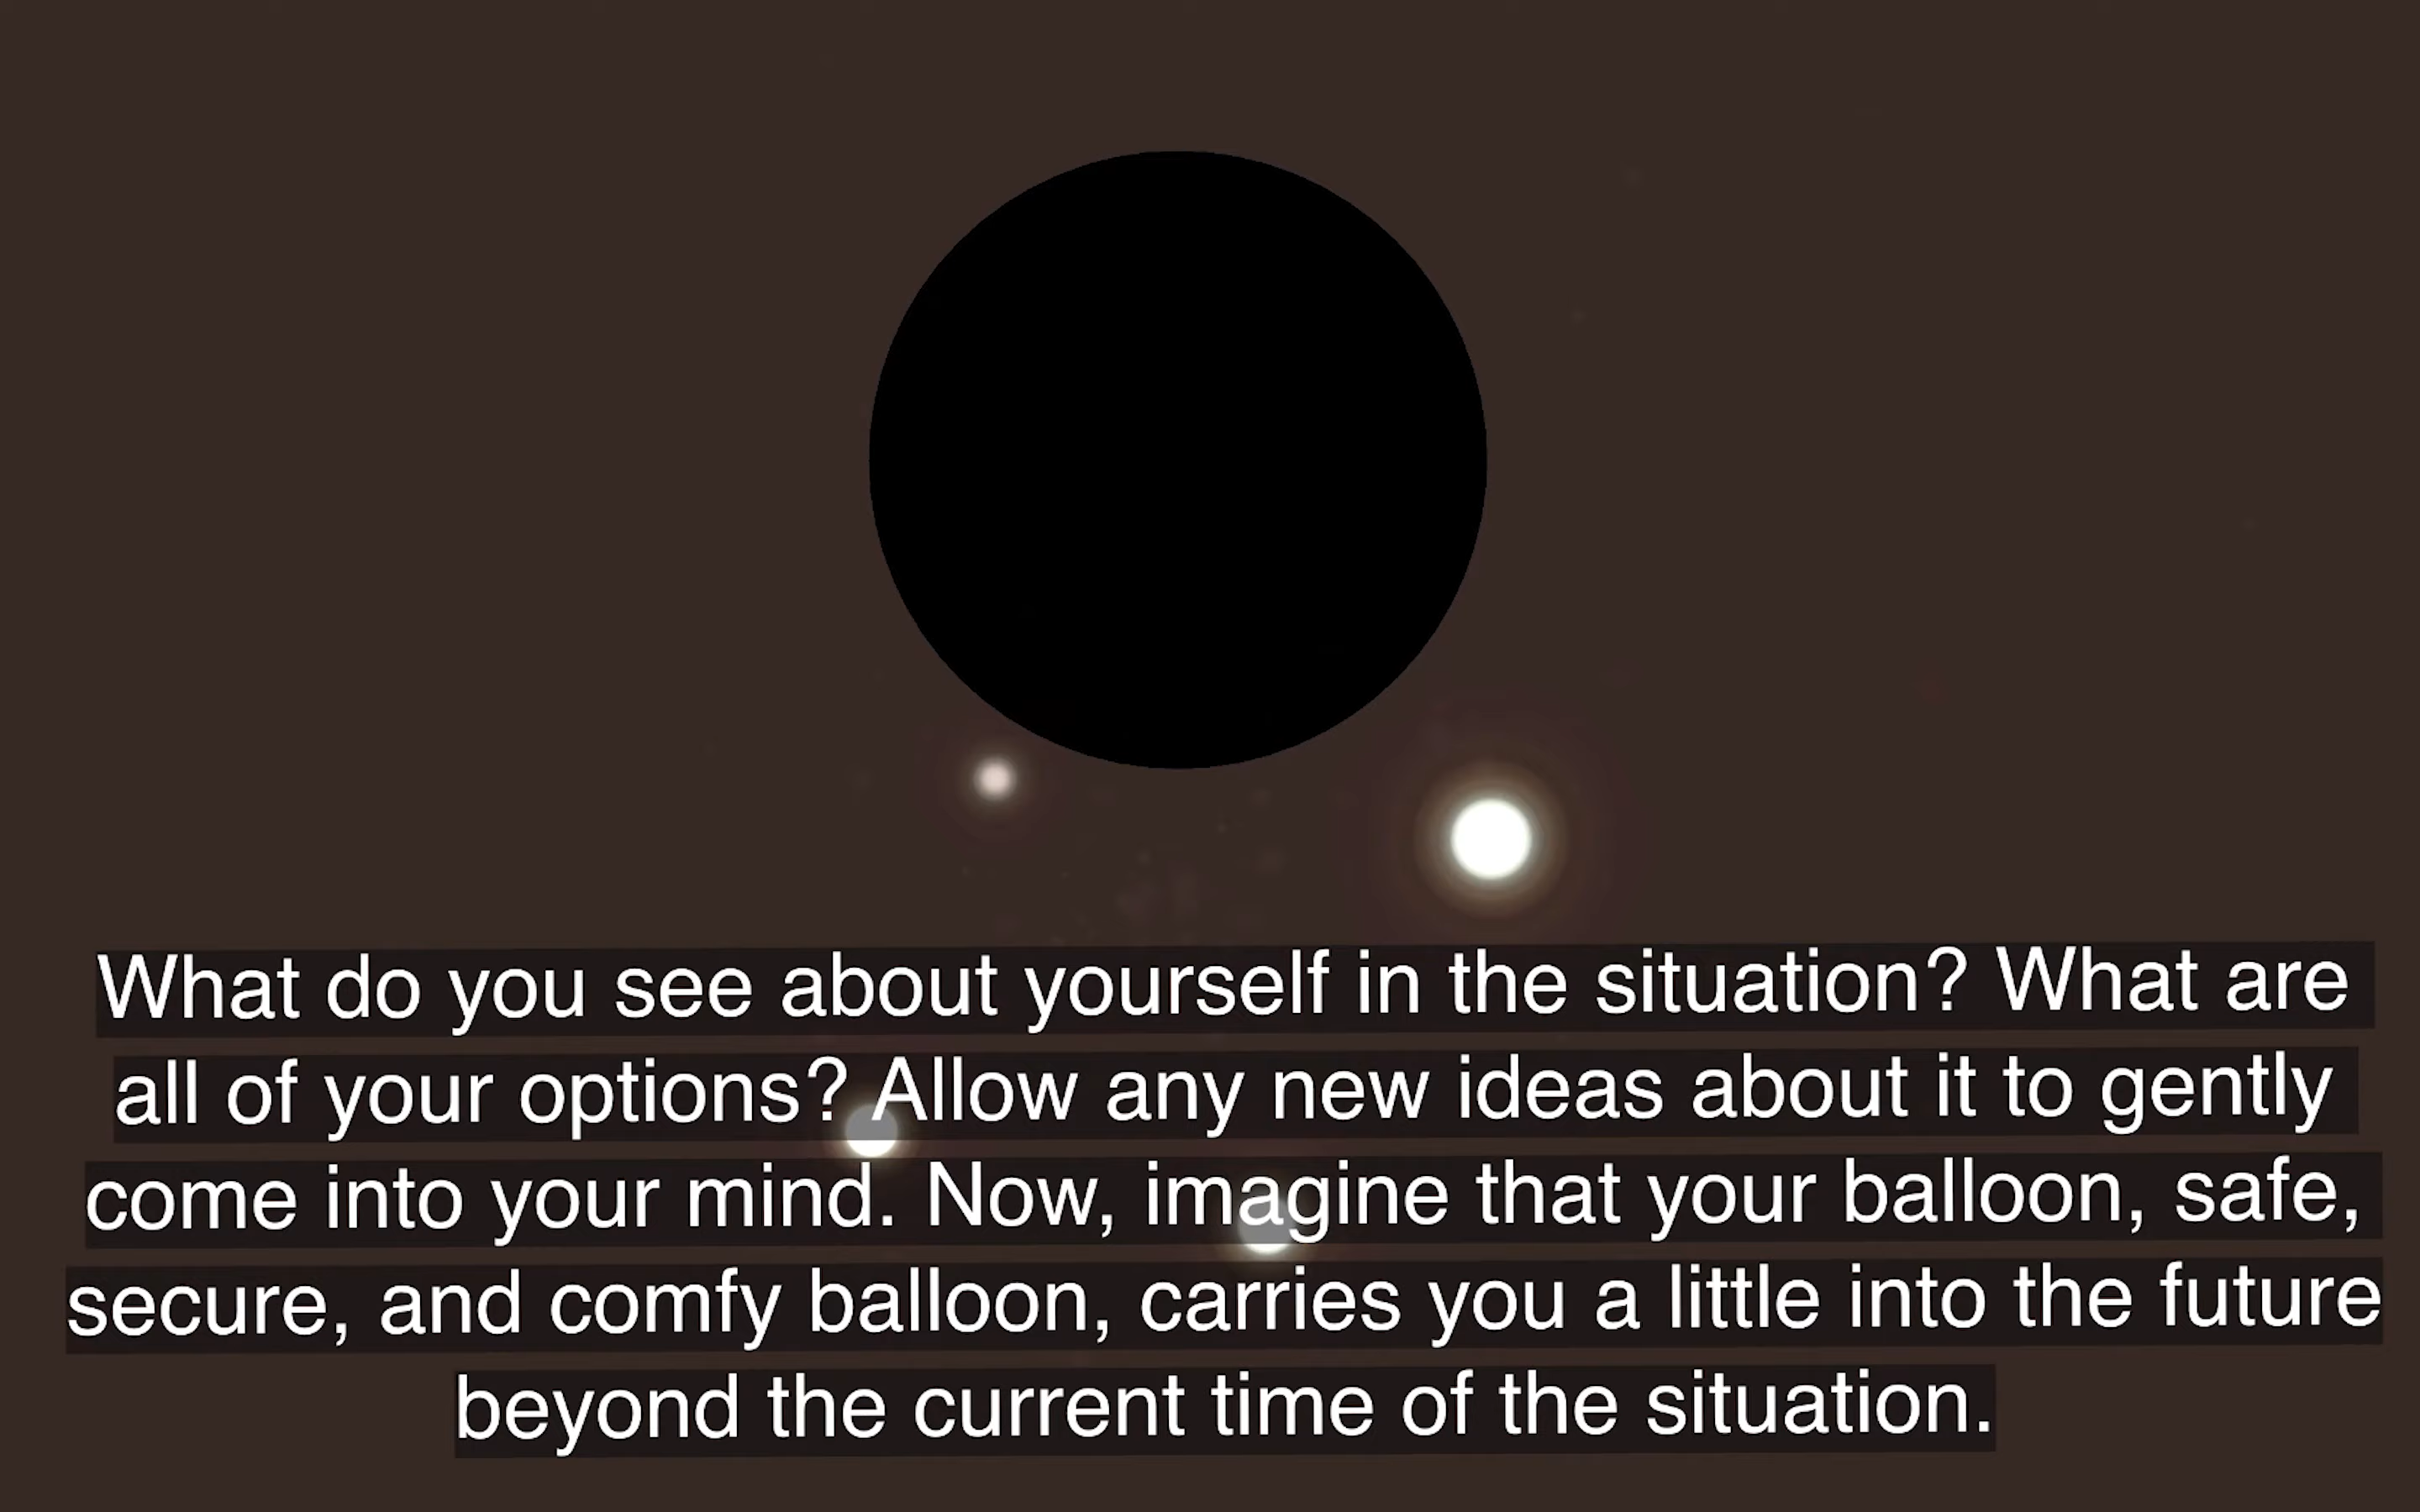 What do you see about yourself in the situation? What are
all of your options? Allow any new ideas about it to gently
come into your mind. Now, imagine that your balloon, safe,
secure, and comfy balloon, carries you a little into the future
beyond the current time of the situation.